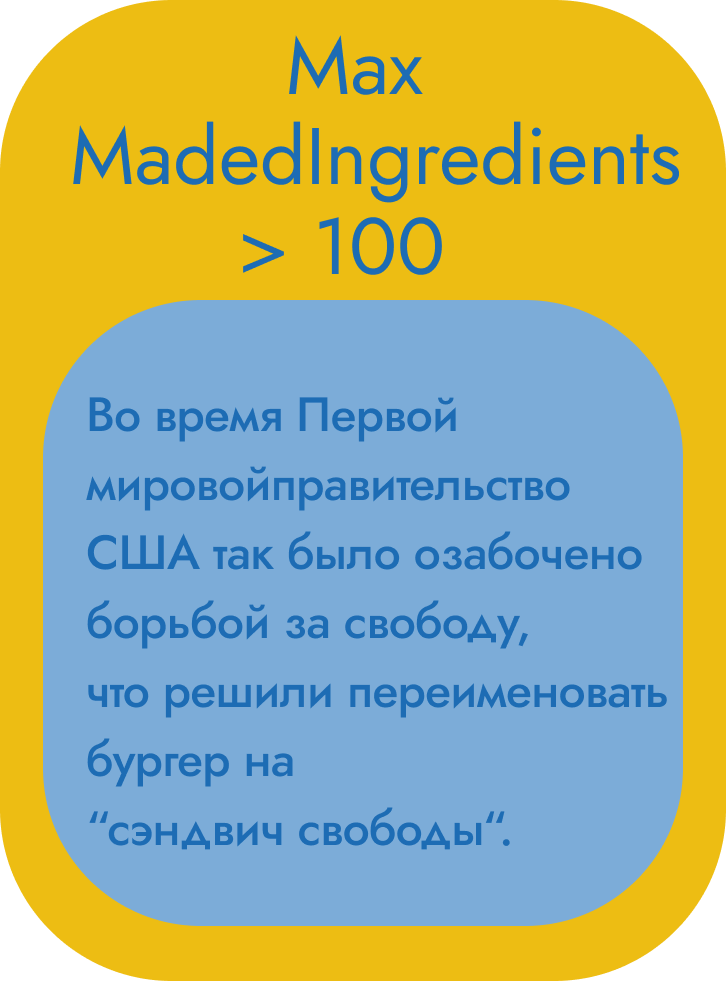 Max
MadedIngredients
> 100
Во время Первой
мировойправительство
США так было озабочено
борьбой за свободу,
что решили переименовать
бургер на
“сэндвич свободы“.